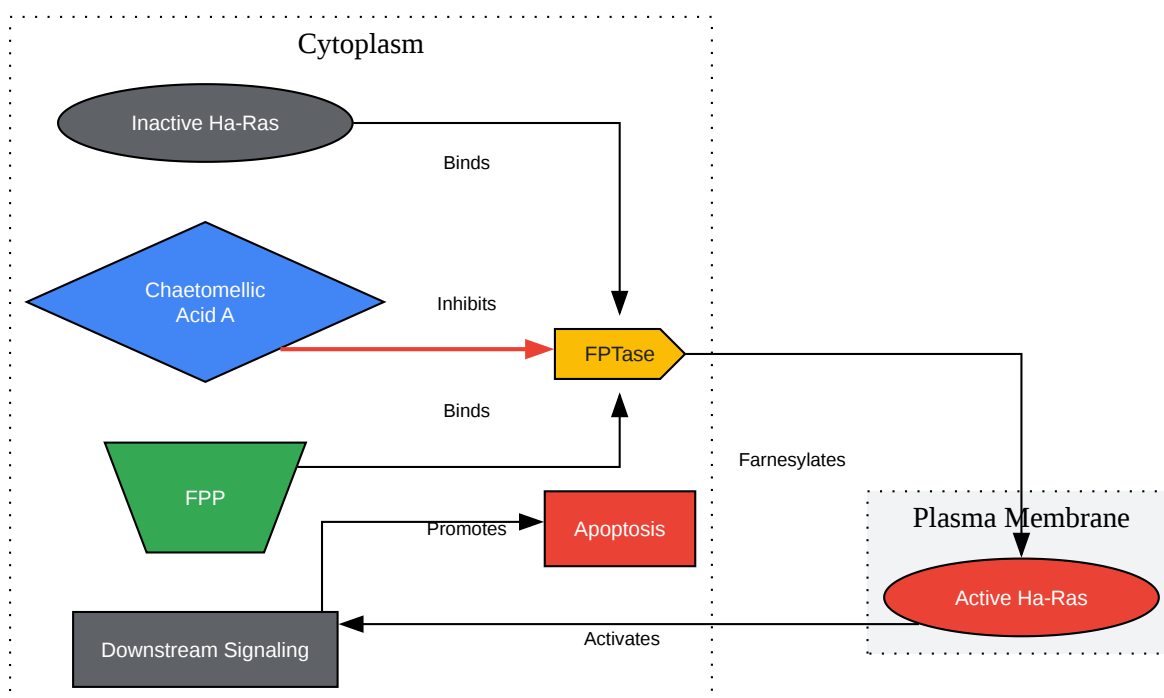 Cytoplasm
Inactive Ha-Ras
Binds
Chaetomellic
Acid A
Inhibits
FPTase
Binds
Farnesylates
FPP
Plasma Membrane
Promotes
Apoptosis
Active Ha-Ras
Activates
Downstream Signaling